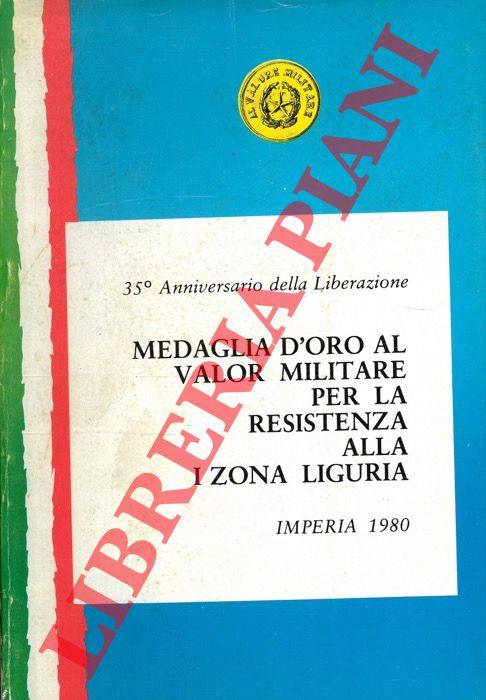 AL VALORE MILITARE
35° Anniversario della Liberazione
MEDAGLIA D'ORO AL
VALOR MILITARE
PER LA
RESISTENZA
ALLA
I ZONA LIGURIA
IMPERIA 1980
LIBRERIA PIANI